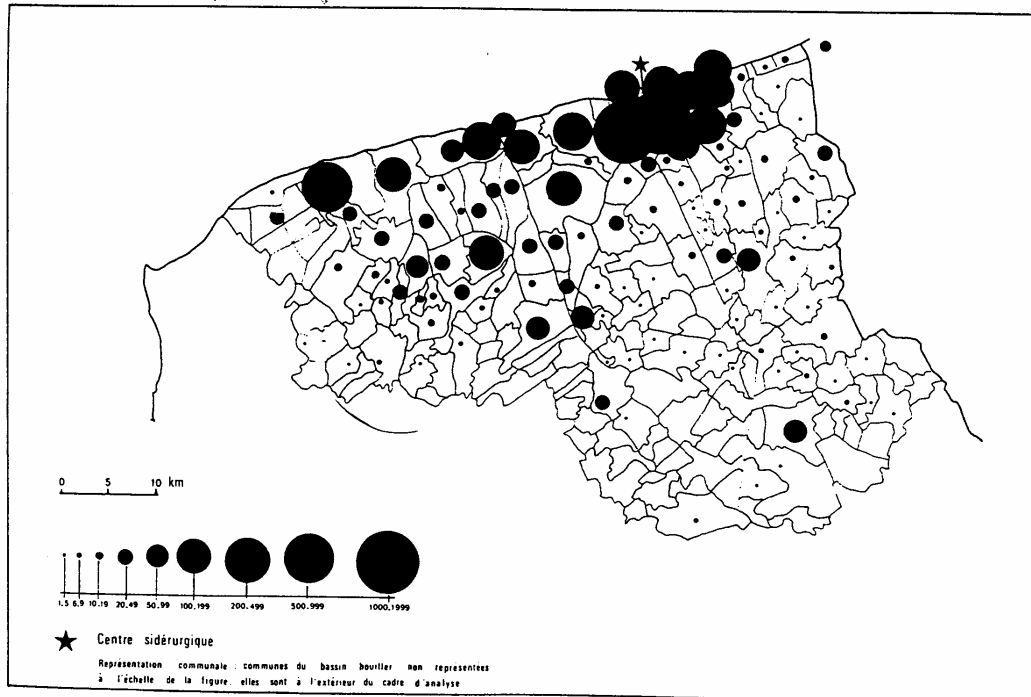 0 5 10 km
1.5 6.9 10.19 20.49 50.99 100.199 200.499 500.999 1000.1999
Centre sidérurgique
Représentation communale : communes du bassin houiller non representées
à l'échelle de la figure. elles sont à l'extérieur du cadre d'analyse